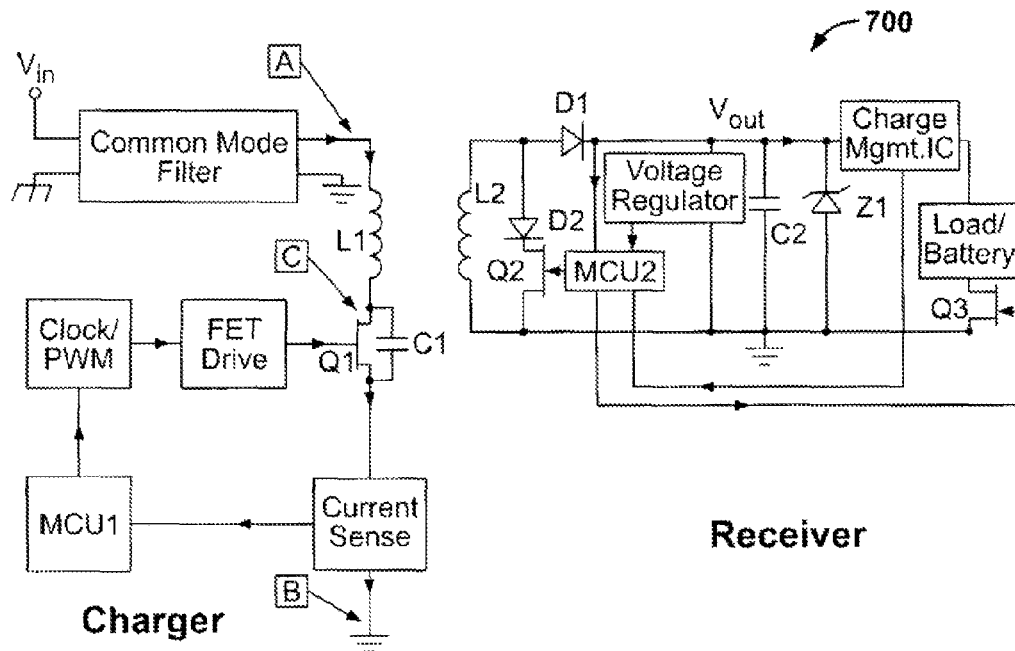 700
A
Vin
Common Mode
Filter
L1
C
Clock/
PWM
FET
Drive
Q1
C1
MCU1
Current
Sense
B
Charger
D1
Vout
Charge
Mgmt.IC
L2
Voltage
Regulator
D2
C2
Z1
Load/
Battery
Q2
MCU2
Q3
Receiver